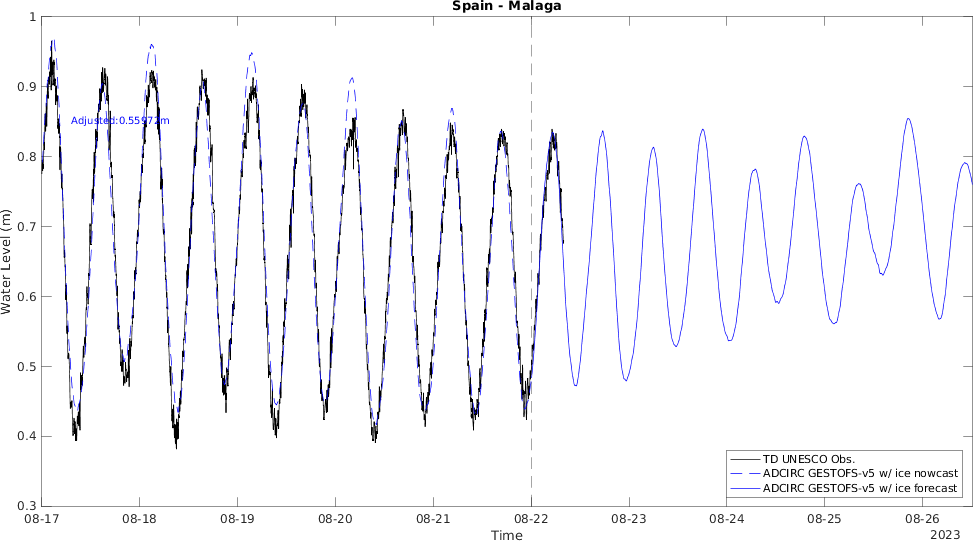 Spain - Malaga
1
0.9
0.8
0.7
0.6
0.5
0.4
0.3
Water Level (m)
Adjusted:0.55972m
TD UNESCO Obs.
ADCIRC GESTOFS-v5 w/ ice nowcast
ADCIRC GESTOFS-v5 w/ ice forecast
08-17 08-18 08-19 08-20 08-21 08-22 08-23 08-24 08-25 08-26
Time
2023